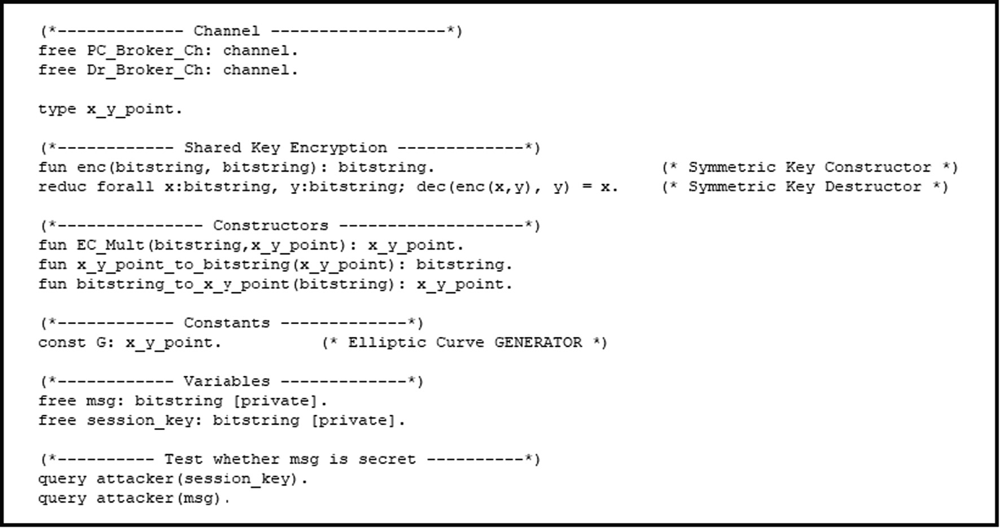 (*------------- Channel ------------------*)
free PC_Broker_Ch: channel.
free Dr_Broker_Ch: channel.
type x_y_point.
(*------------ Shared Key Encryption -------------*)
fun enc(bitstring, bitstring): bitstring. (* Symmetric Key Constructor *)
reduc forall x:bitstring, y:bitstring; dec(enc(x,y), y) = x. (* Symmetric Key Destructor *)
(*--------------- Constructors -------------------*)
fun EC_Mult(bitstring,x_y_point): x_y_point.
fun x_y_point_to_bitstring(x_y_point): bitstring.
fun bitstring_to_x_y_point(bitstring): x_y_point.
(*------------ Constants -------------*)
const G: x_y_point. (* Elliptic Curve GENERATOR *)
(*------------ Variables -------------*)
free msg: bitstring [private].
free session_key: bitstring [private].
(*---------- Test whether msg is secret ----------*)
query attacker(session_key).
query attacker(msg).